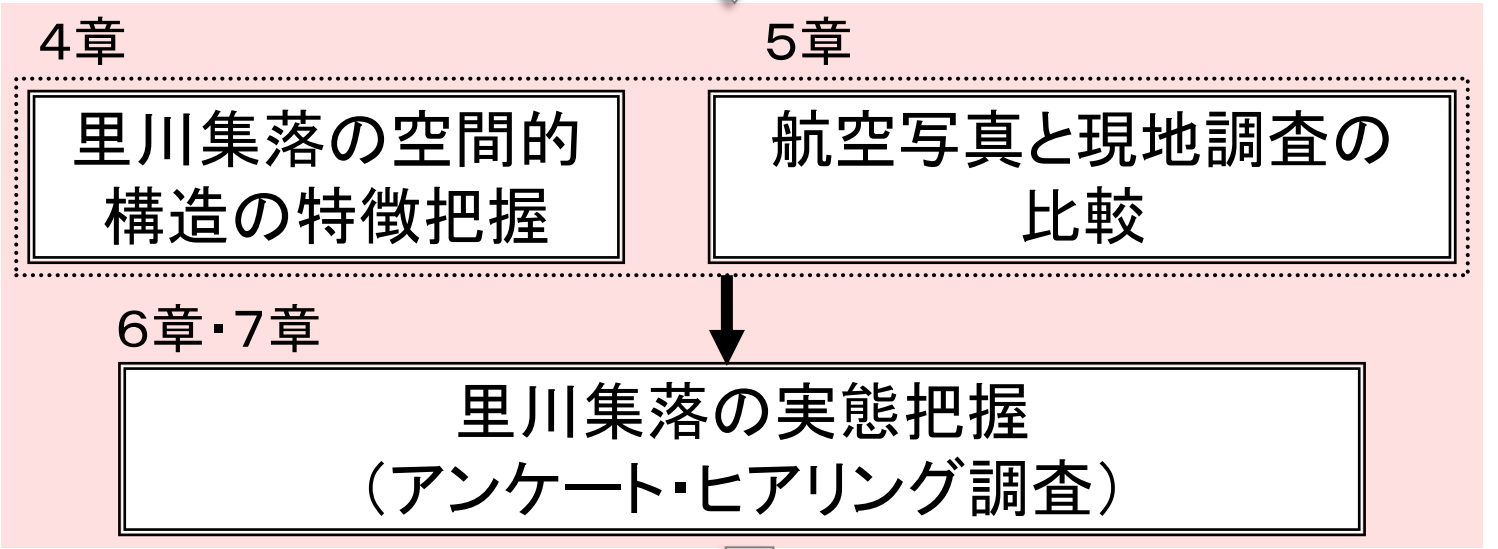 4章
5章
里川集落の空間的
構造の特徴把握
航空写真と現地調査の
比較
6章・7章
里川集落の実態把握
(アンケート・ヒアリング調査)